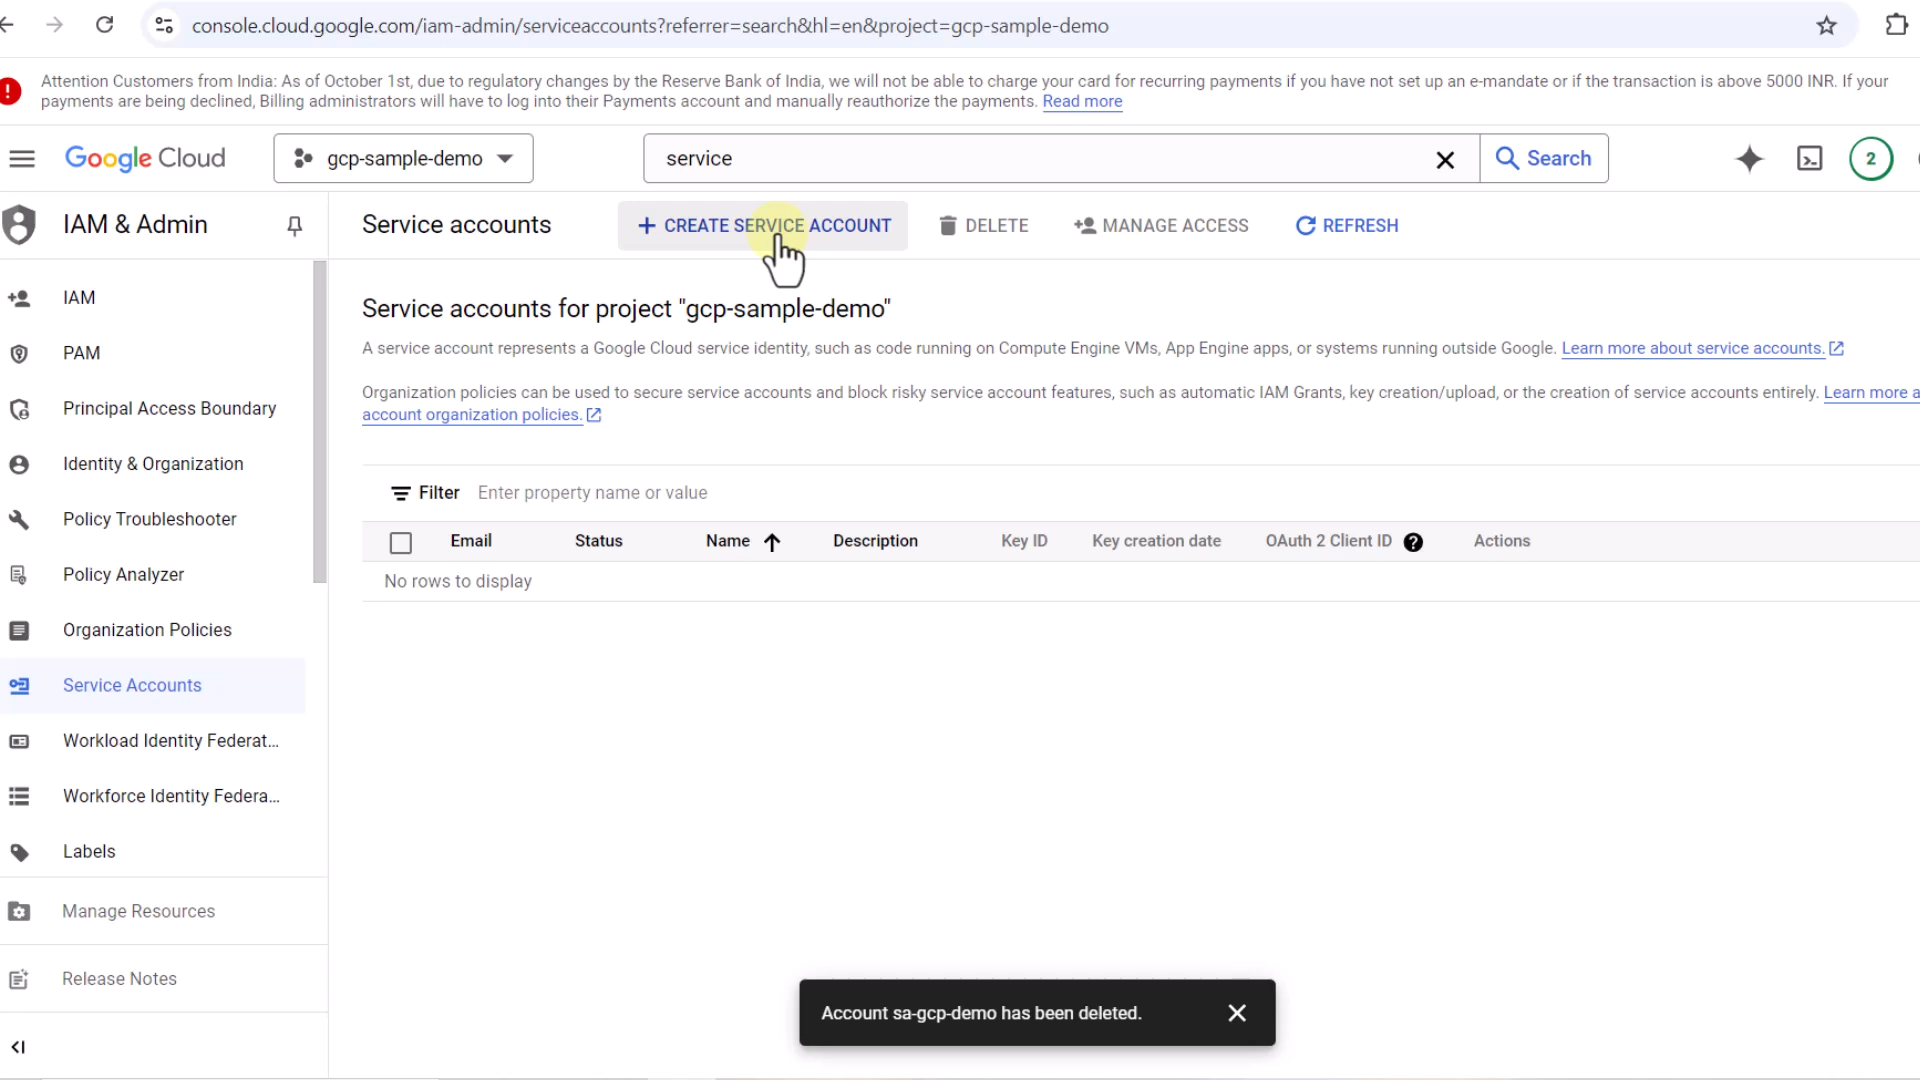 console.cloud.google.com/iam-admin/serviceaccounts?referrer=search&hl=en&project=gcp-sample-demo
Attention Customers from India: As of October 1st, due to regulatory changes by the Reserve Bank of India, we will not be able to charge your card for recurring payments if you have not set up an e-mandate or if the transaction is above 5000 INR. If your
payments are being declined, Billing administrators will have to log into their Payments account and manually reauthorize the payments. Read more
Google Cloud
gcp-sample-demo
service
Search
2
IAM & Admin
Service accounts
CREATE SERVICE ACCOUNT
DELETE
MANAGE ACCESS
REFRESH
IAM
PAM
Principal Access Boundary
Identity & Organization
Policy Troubleshooter
Policy Analyzer
Organization Policies
Service Accounts
Workload Identity Federat...
Workforce Identity Federa...
Labels
Manage Resources
Release Notes
Service accounts for project "gcp-sample-demo"
A service account represents a Google Cloud service identity, such as code running on Compute Engine VMs, App Engine apps, or systems running outside Google. Learn more about service accounts.
Organization policies can be used to secure service accounts and block risky service account features, such as automatic IAM Grants, key creation/upload, or the creation of service accounts entirely. Learn more a
account organization policies.
Filter Enter property name or value
Email Status Name Description Key ID Key creation date OAuth 2 Client ID Actions
No rows to display
Account sa-gcp-demo has been deleted.